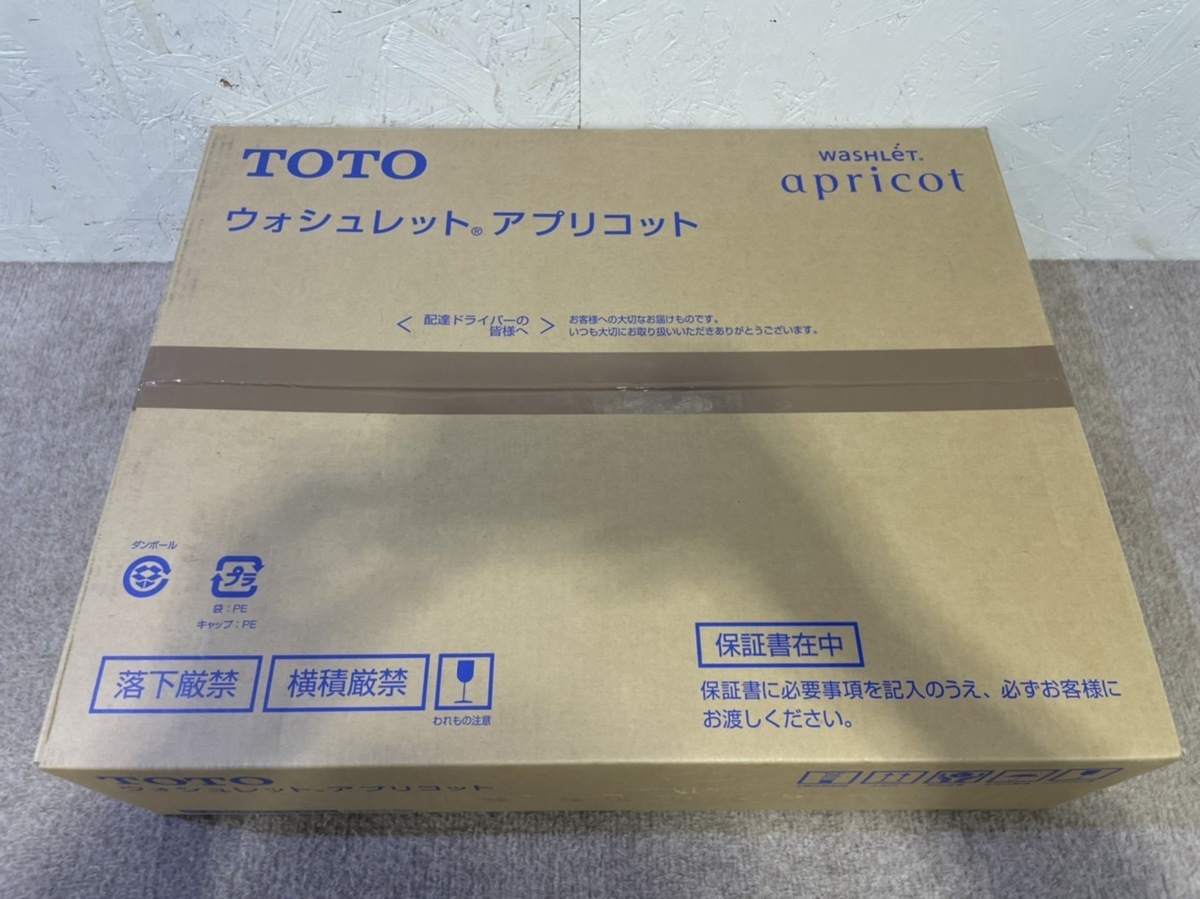 TOTO
WASHLET.
apricot
ウォシュレット® アプリコット
< 配達ドライバーの
皆様へ >
お客様への大切なお届けものです。
いつも大切にお取り扱いいただきありがとうございます。
ダンボール
プラ
袋：PE
キャップ：PE
落下厳禁
横積厳禁
われもの注意
保証書在中
保証書に必要事項を記入のうえ、必ずお客様に
お渡しください。
TOTO
ウォシュレット® アプリコット